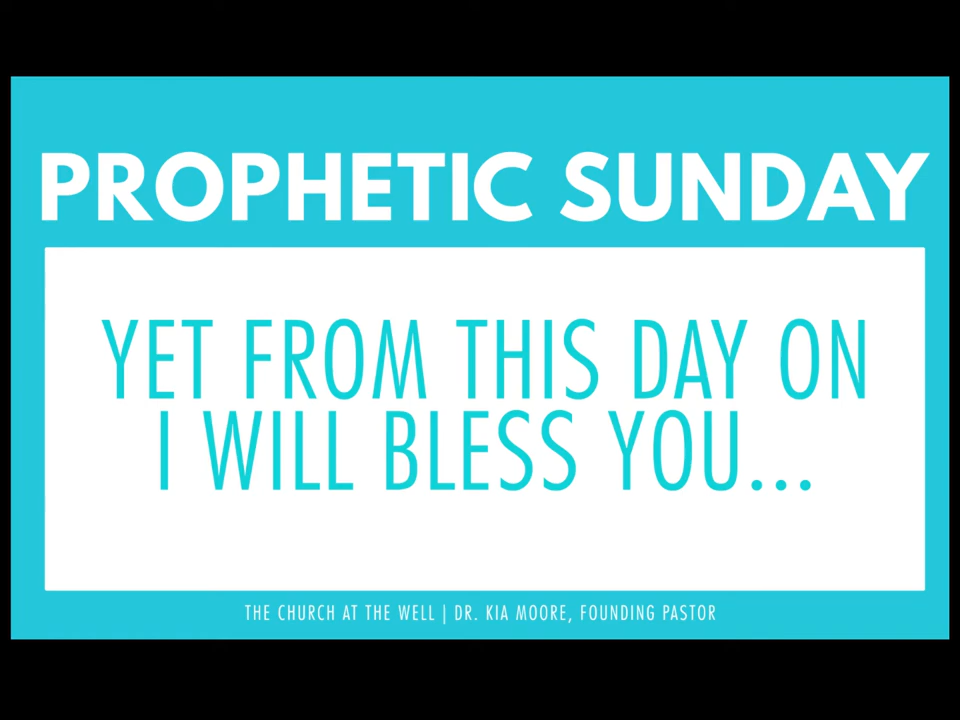 PROPHETIC SUNDAY
YET FROM THIS DAY ON
I WILL BLESS YOU...
THE CHURCH AT THE WELL | DR. KIA MOORE, FOUNDING PASTOR